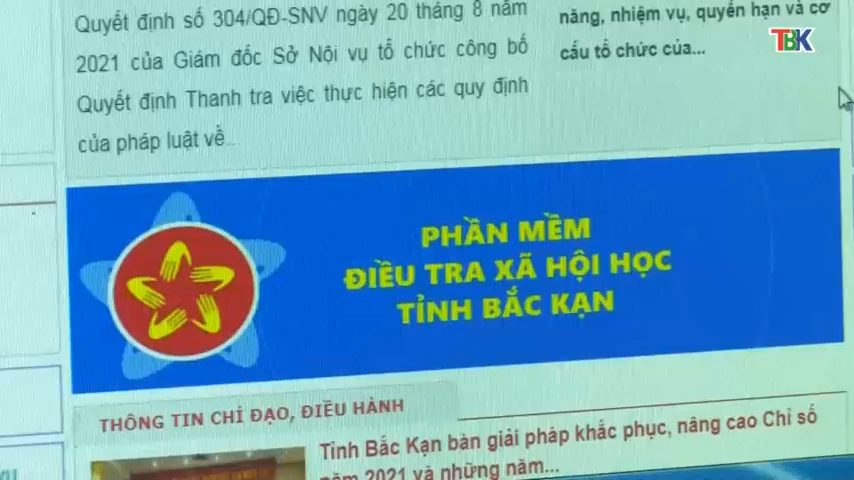 Quyết định số 304/QĐ-SNV ngày 20 tháng 8 năm
2021 của Giám đốc Sở Nội vụ tổ chức công bố
Quyết định Thanh tra việc thực hiện các quy định
của pháp luật về...
năng, nhiệm vụ, quyền hạn và cơ
cấu tổ chức của...
TBK
PHẦN MỀM
ĐIỀU TRA XÃ HỘI HỌC
TỈNH BẮC KẠN
THÔNG TIN CHỈ ĐẠO, ĐIỀU HÀNH
Tỉnh Bắc Kạn bàn giải pháp khắc phục, nâng cao Chỉ số
năm 2021 và những năm...